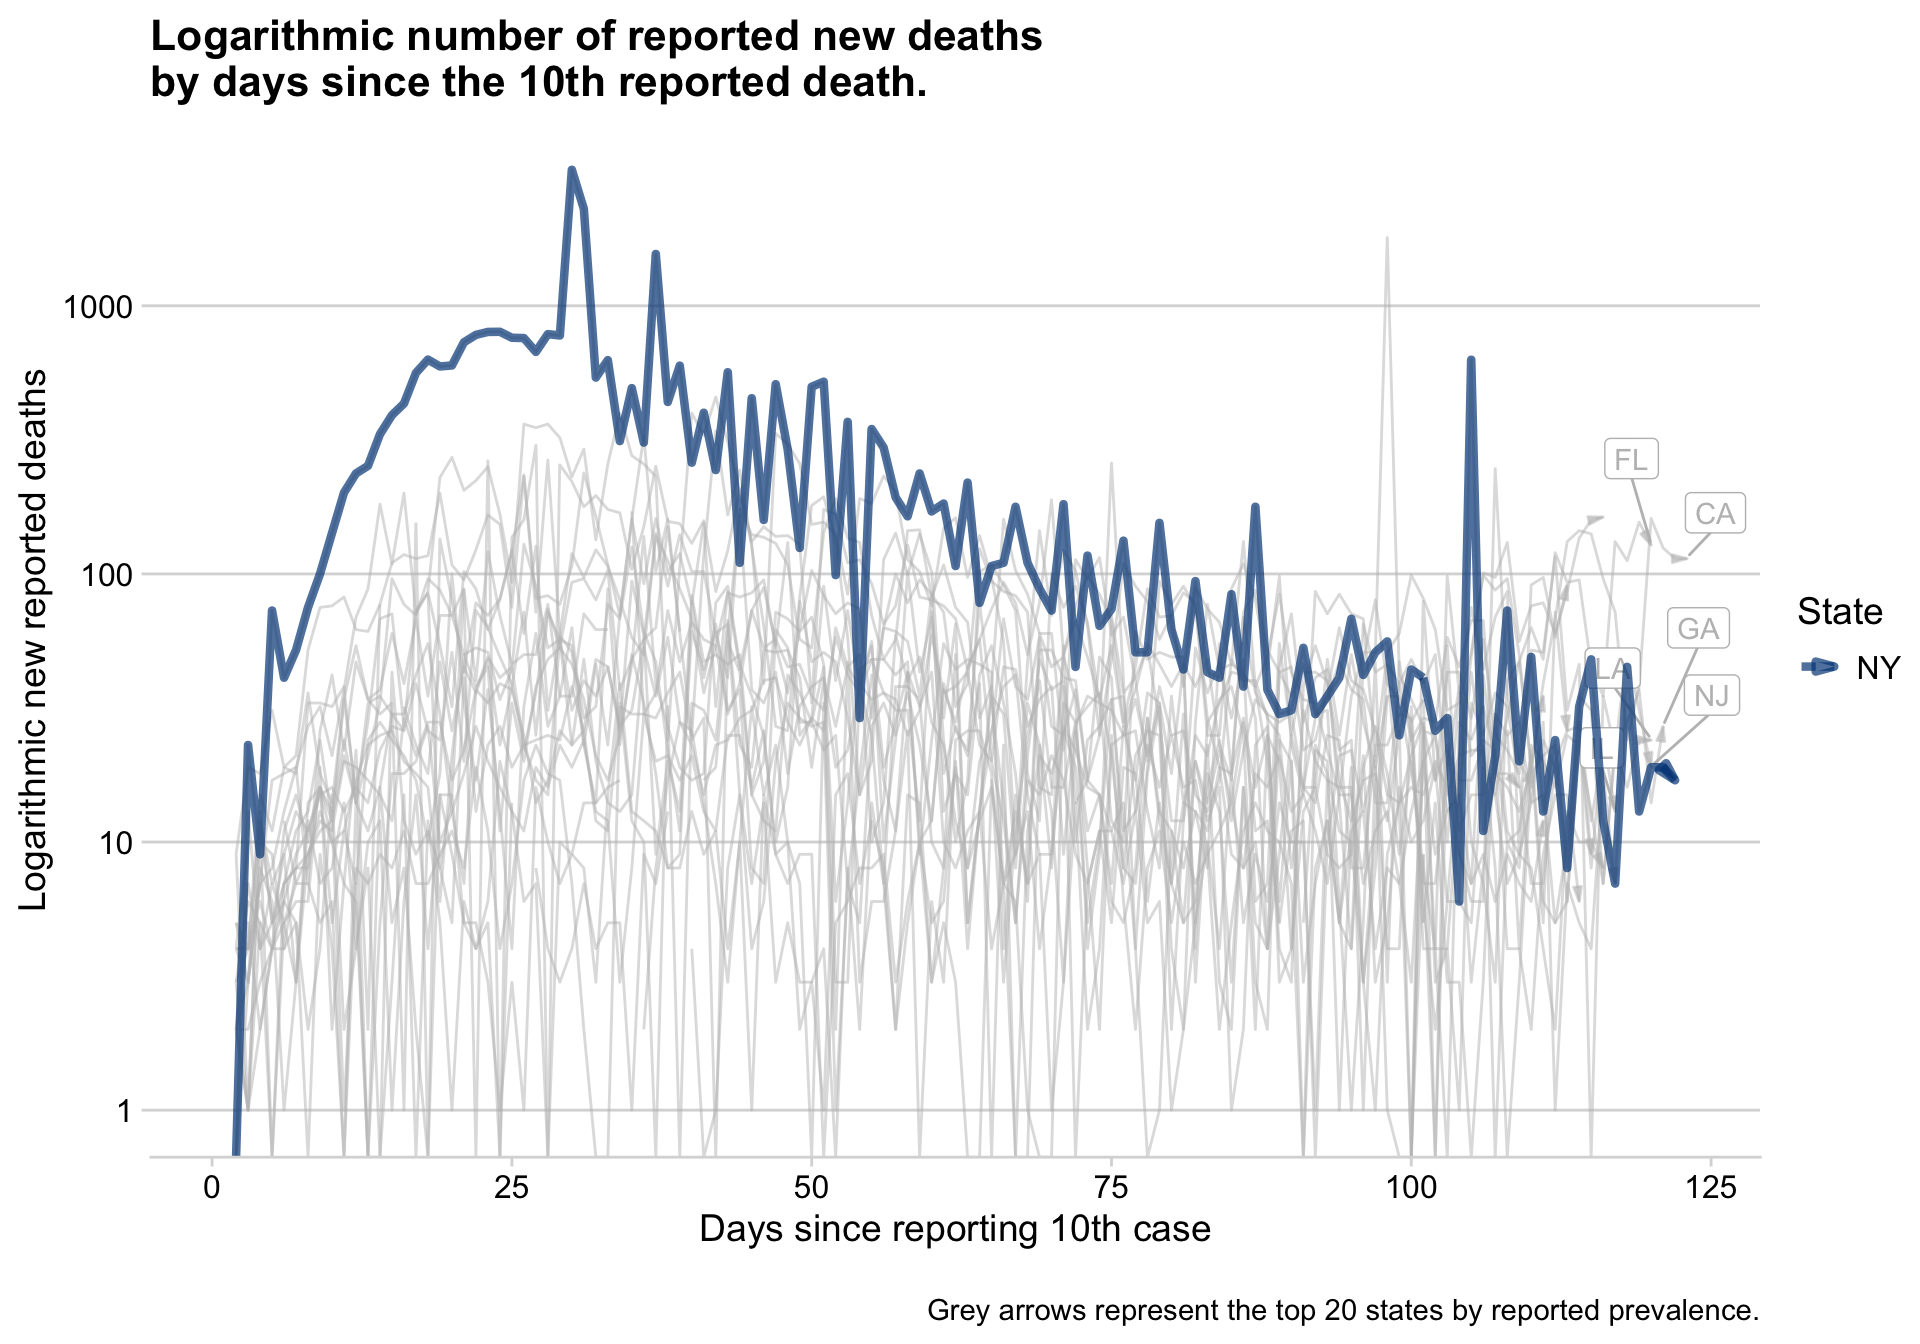 Logarithmic number of reported new deaths
by days since the 10th reported death.
Logarithmic new reported deaths
1000
100
10
1
FL
CA
GA
LA
NJ
State
NY
0
25
50
75
100
125
Days since reporting 10th case
Grey arrows represent the top 20 states by reported prevalence.